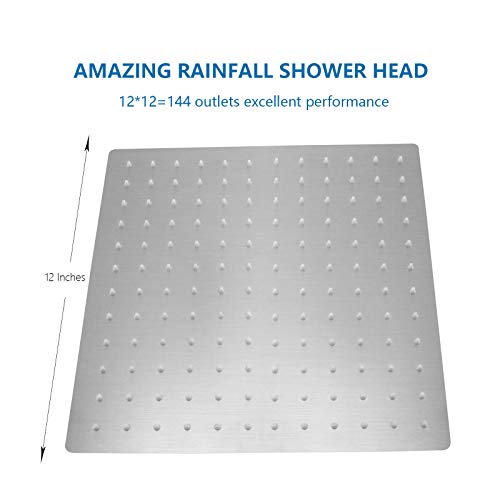 AMAZING RAINFALL SHOWER HEAD
12*12=144 outlets excellent performance
12 Inches